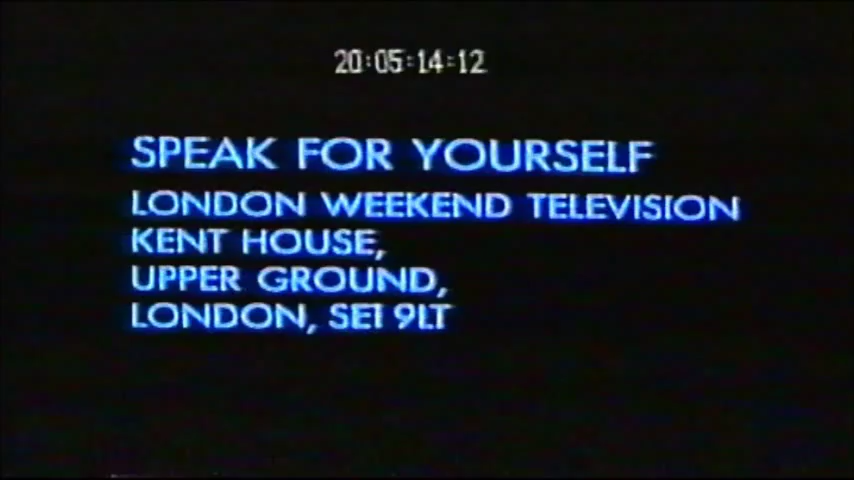 20:05:14:12
SPEAK FOR YOURSELF
LONDON WEEKEND TELEVISION
KENT HOUSE,
UPPER GROUND,
LONDON, SE1 9LT